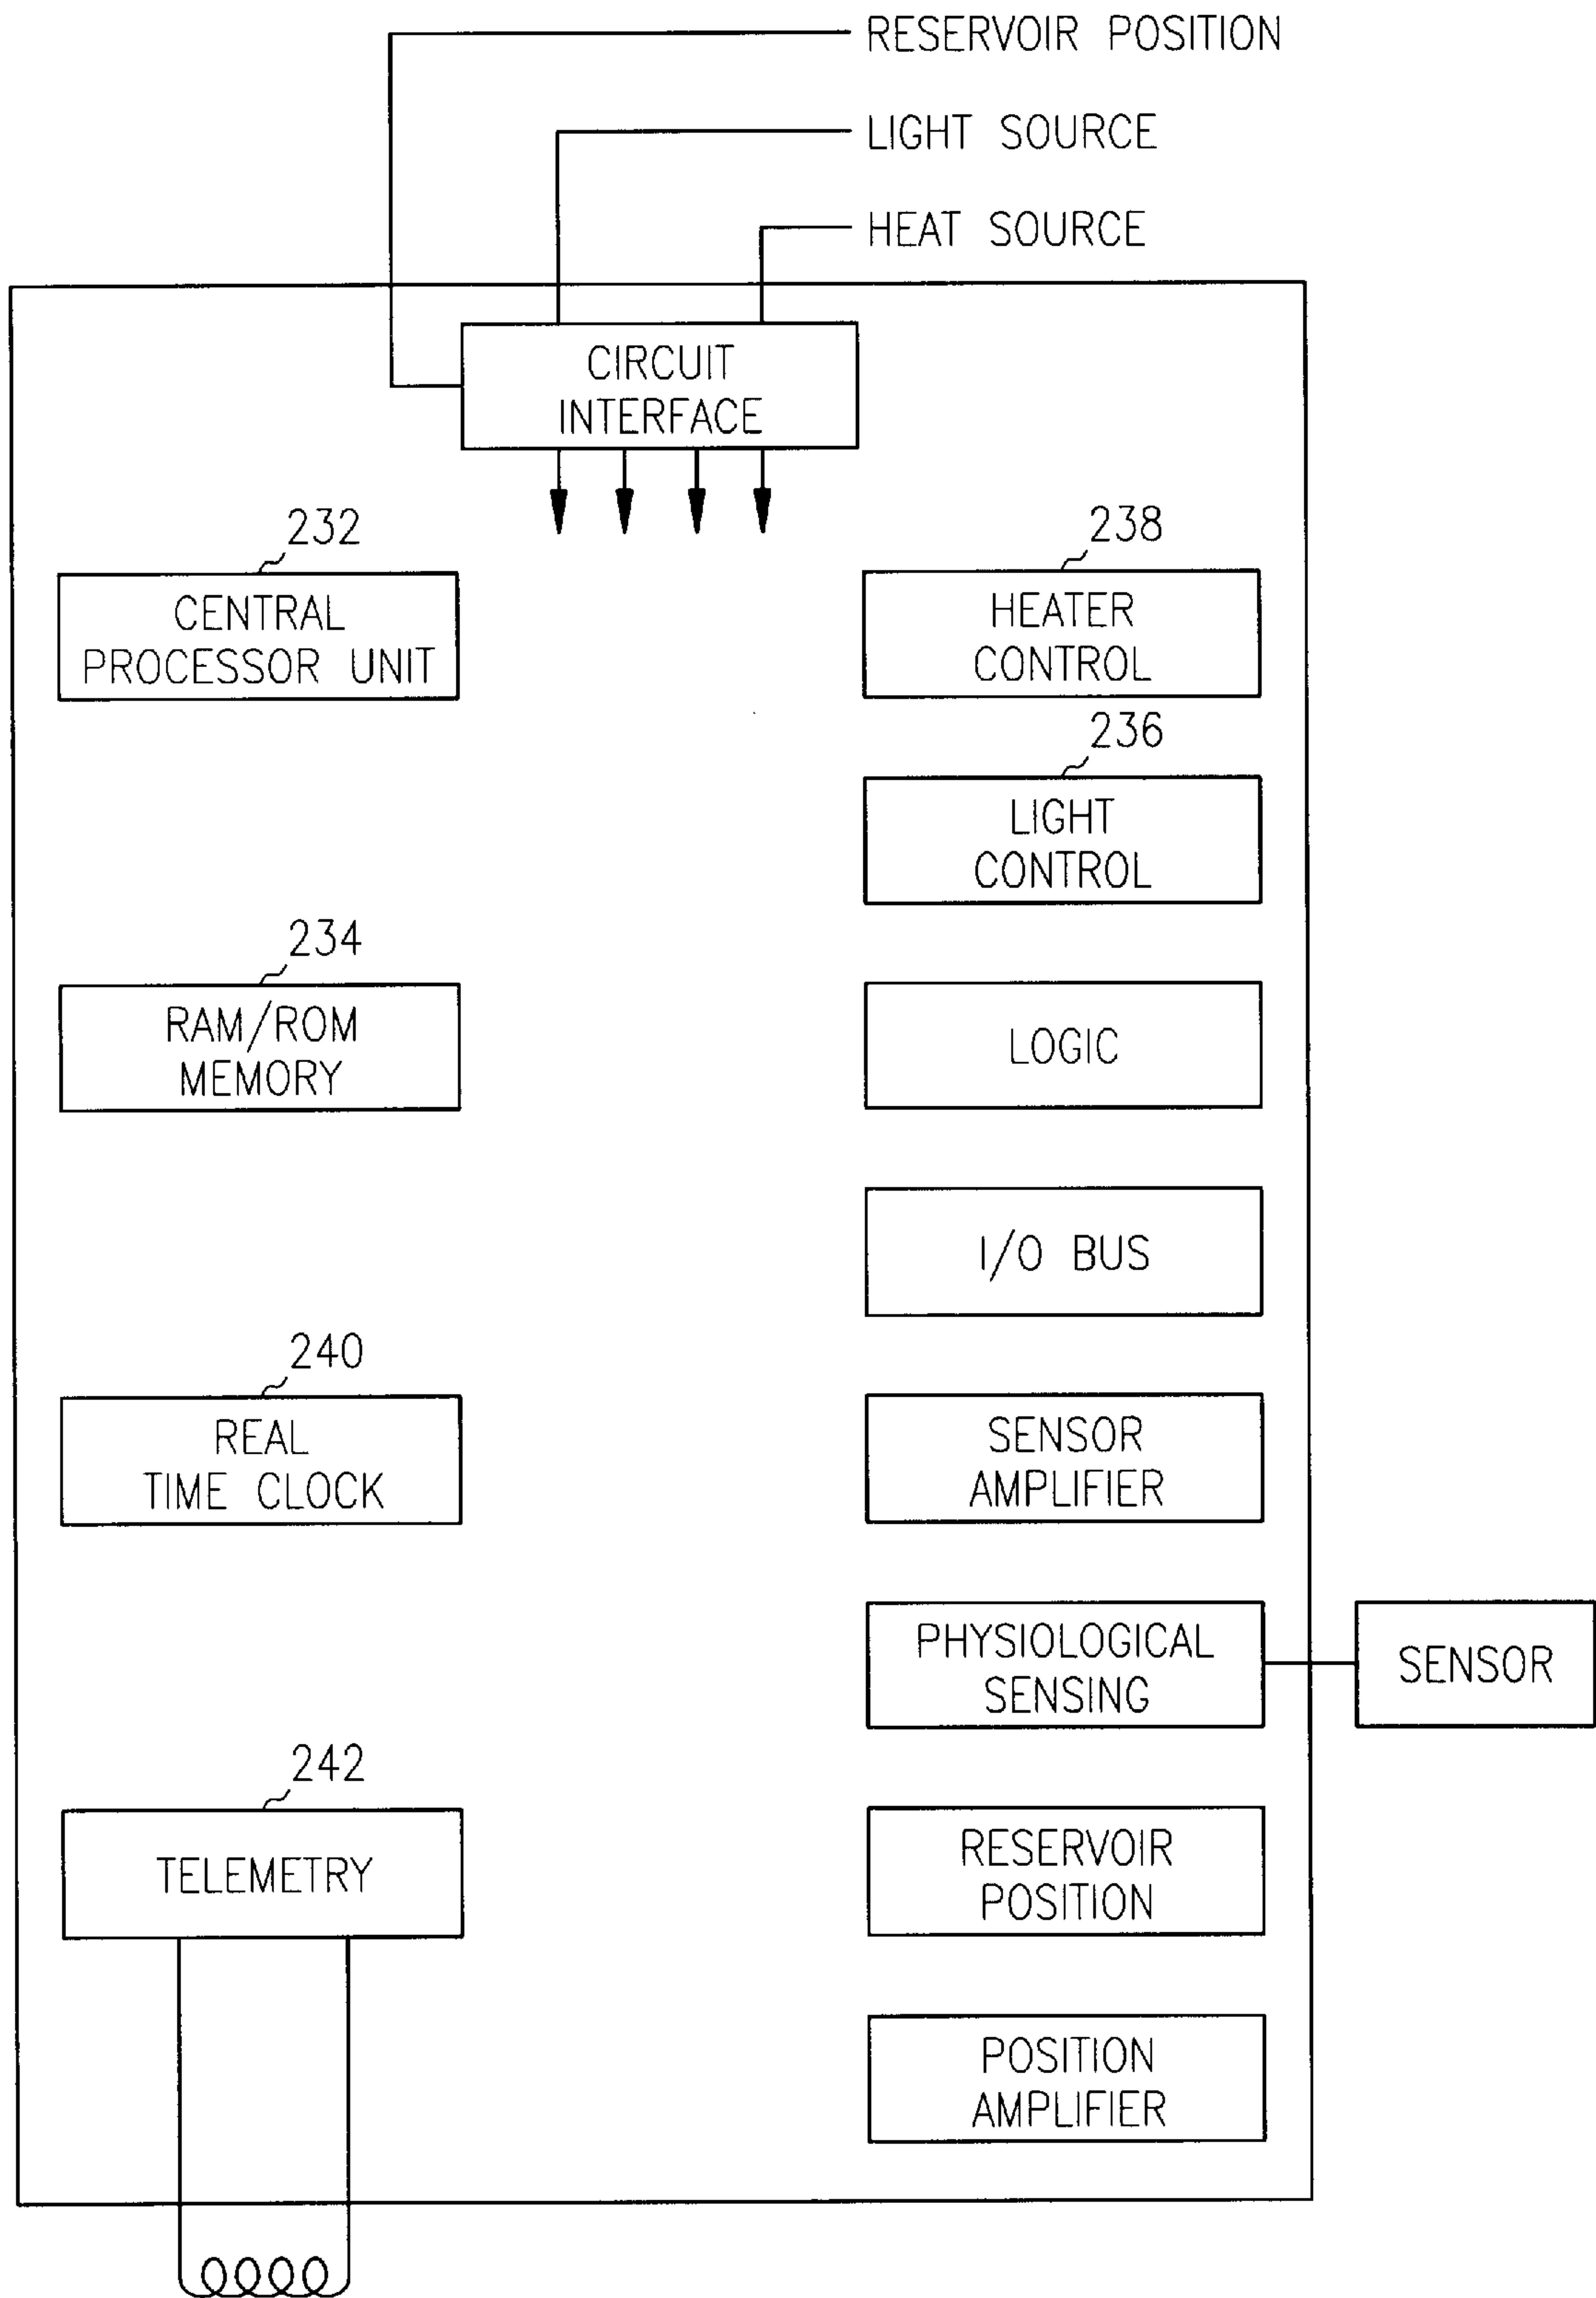 RESERVOIR POSITION
LIGHT SOURCE
HEAT SOURCE
CIRCUIT
INTERFACE
232
CENTRAL
PROCESSOR UNIT
238
HEATER
CONTROL
236
LIGHT
CONTROL
234
RAM/ROM
MEMORY
LOGIC
I/O BUS
240
REAL
TIME CLOCK
SENSOR
AMPLIFIER
PHYSIOLOGICAL
SENSING
SENSOR
242
TELEMETRY
RESERVOIR
POSITION
POSITION
AMPLIFIER